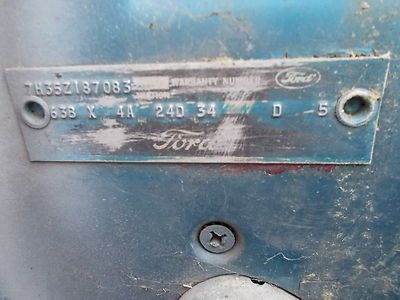 7H35Z187083 WARRANTY NUMBER Ford
63B X 4A 24D 34 D 5
Ford